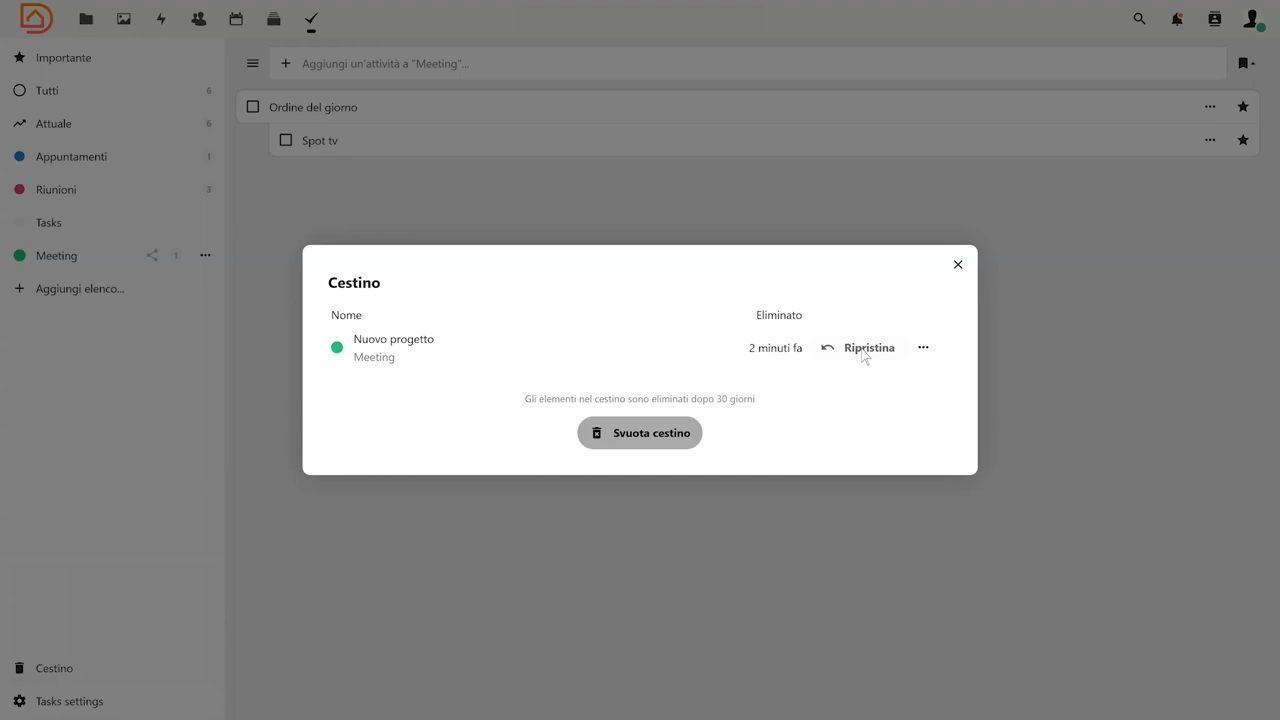 Importante
Tutti 6
Attuale 6
Appuntamenti 1
Riunioni 3
Tasks
Meeting 1
Aggiungi elenco...
Cestino
Tasks settings
Aggiungi un'attività a "Meeting"...
Ordine del giorno
Spot tv
Cestino
Nome Eliminato
Nuovo progetto
Meeting
2 minuti fa Ripristina
Gli elementi nel cestino sono eliminati dopo 30 giorni
Svuota cestino